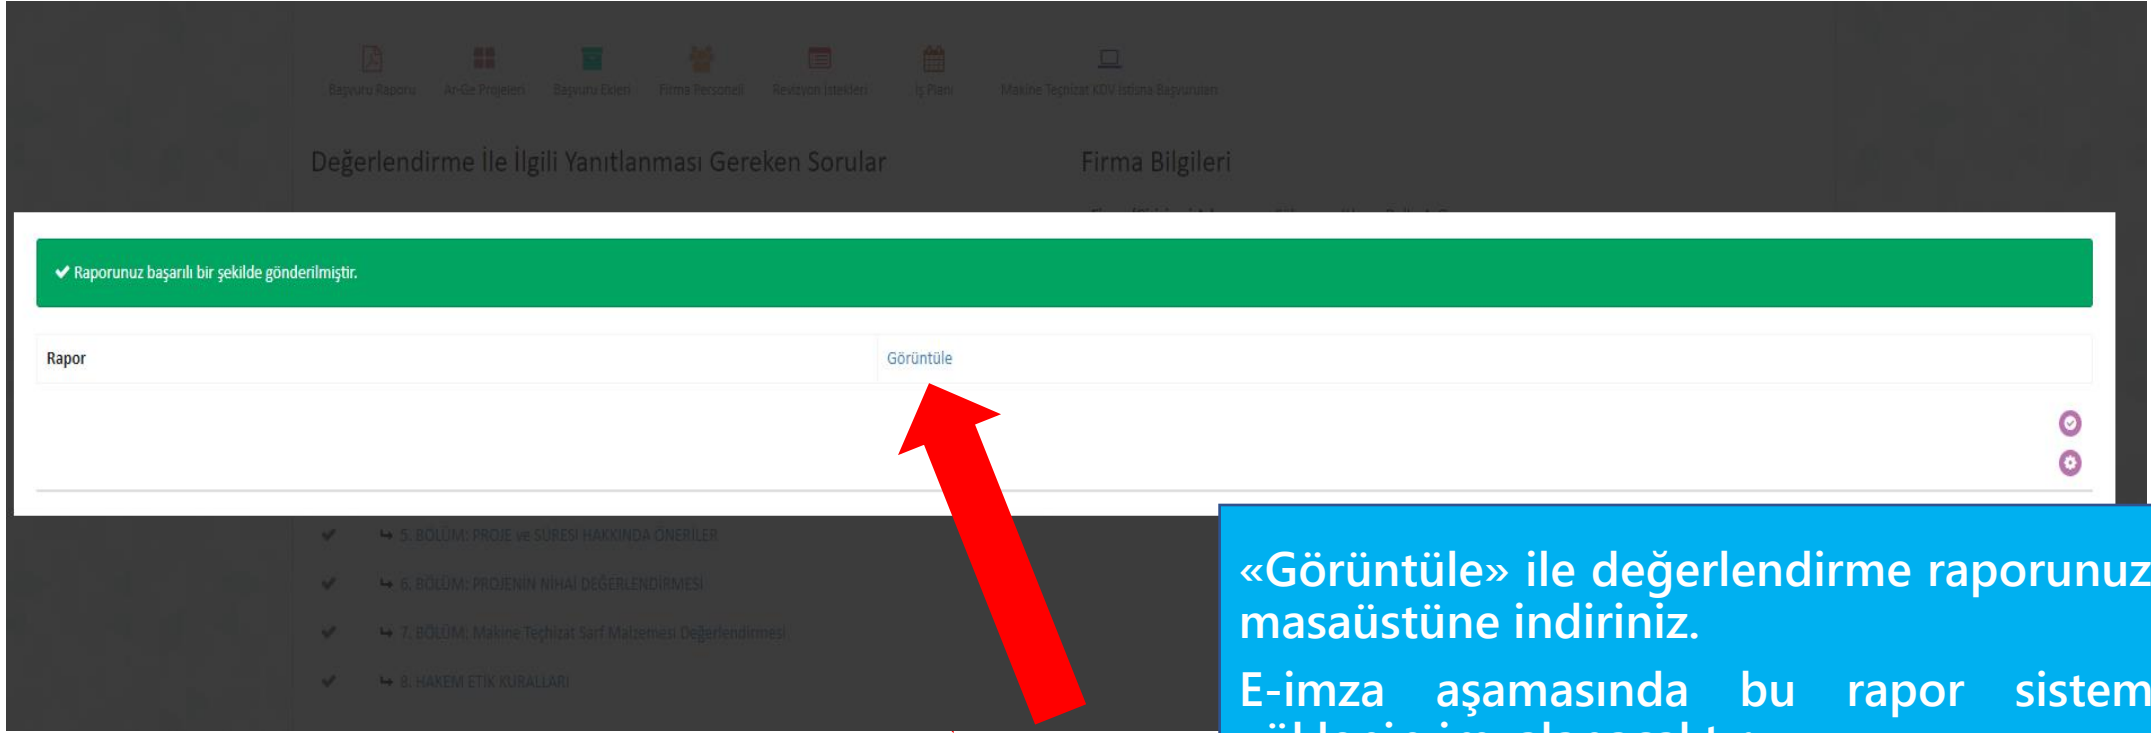 Başvuru Raporu Ar-Ge Projeleri Başvuru Ekleri Firma Personeli Revizyon İstekleri İş Planı Makine Teçhizat KDV İstisna Başvuruları
Değerlendirme İle İlgili Yanıtlanması Gereken Sorular
Firma Bilgileri
Raporunuz başarılı bir şekilde gönderilmiştir.
Rapor Görüntüle
5. BÖLÜM: PROJE ve SÜRESİ HAKKINDA ÖNERİLER
6. BÖLÜM: PROJENİN NİHAİ DEĞERLENDİRMESİ
7. BÖLÜM: Makine Teçhizat Sarf Malzemesi Değerlendirmesi
8. HAKEM ETİK KURALLARI
«Görüntüle» ile değerlendirme raporunuz
masaüstüne indiriniz.
E-imza aşamasında bu rapor sistem